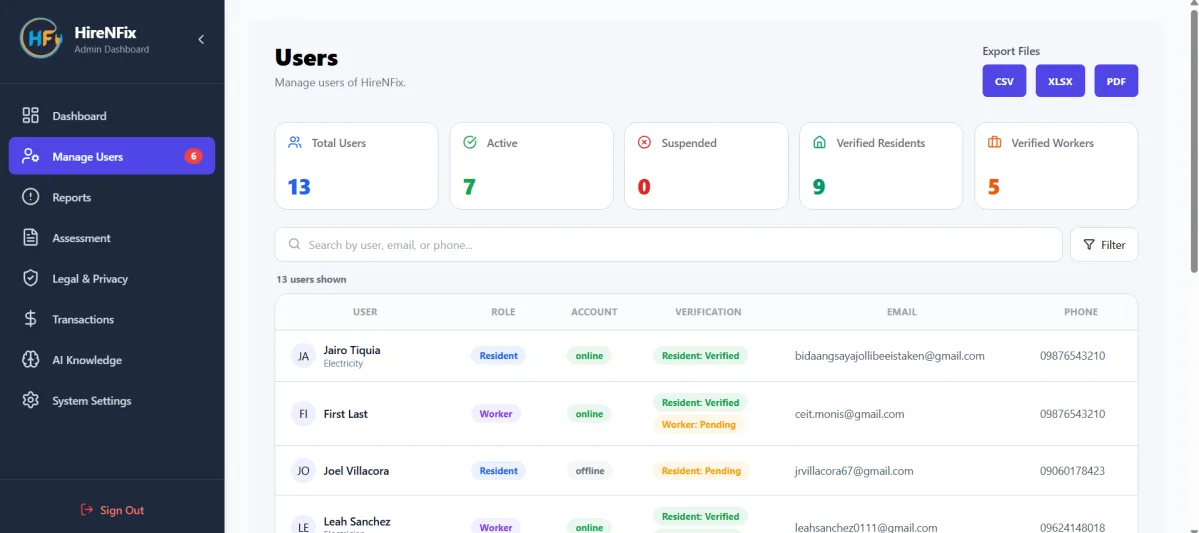 HireNFix
Admin Dashboard
Dashboard
Manage Users 6
Reports
Assessment
Legal & Privacy
Transactions
AI Knowledge
System Settings
Sign Out
Users
Manage users of HireNFix.
Export Files
CSV XLSX PDF
Total Users Active Suspended Verified Residents Verified Workers
13 7 0 9 5
Search by user, email, or phone...
Filter
13 users shown
USER ROLE ACCOUNT VERIFICATION EMAIL PHONE
JA Jairo Tiquia Resident online Resident: Verified bidaangsayajollibeeistaken@gmail.com 09876543210
Electricity
FI First Last Worker online Resident: Verified ceit.monis@gmail.com 09876543210
Worker: Pending
JO Joel Villacora Resident offline Resident: Pending jrvillacora67@gmail.com 09060178423
LE Leah Sanchez Worker online Resident: Verified leahsanchez0111@gmail.com 09624148018